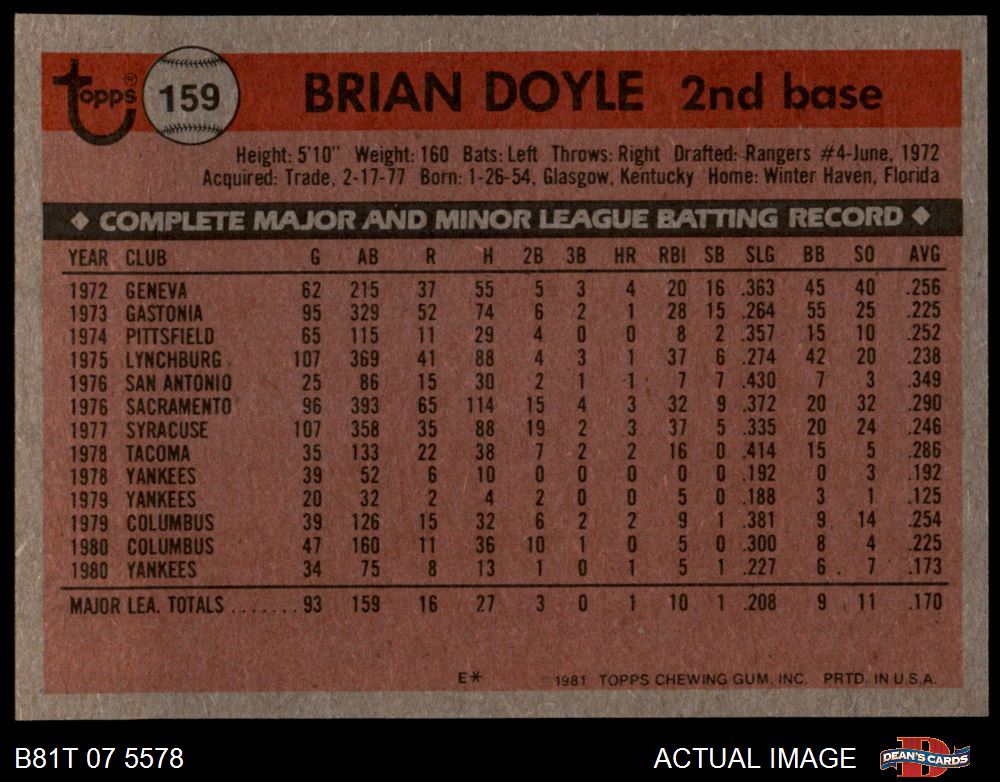 Topps® 159 BRIAN DOYLE 2nd base
Height: 5'10" Weight: 160 Bats: Left Throws: Right Drafted: Rangers #4-June, 1972
Acquired: Trade, 2-17-77 Born: 1-26-54, Glasgow, Kentucky Home: Winter Haven, Florida
◆ COMPLETE MAJOR AND MINOR LEAGUE BATTING RECORD ◆
YEAR CLUB G AB R H 2B 3B HR RBI SB SLG BB SO AVG
1972 GENEVA 62 215 37 55 5 3 4 20 16 .363 45 40 .256
1973 GASTONIA 95 329 52 74 6 2 1 28 15 .264 55 25 .225
1974 PITTSFIELD 65 115 11 29 4 0 0 8 2 .357 15 10 .252
1975 LYNCHBURG 107 369 41 88 4 3 1 37 6 .274 42 20 .238
1976 SAN ANTONIO 25 86 15 30 2 1 1 7 7 .430 7 3 .349
1976 SACRAMENTO 96 393 65 114 15 4 3 32 9 .372 20 32 .290
1977 SYRACUSE 107 358 35 88 19 2 3 37 5 .335 20 24 .246
1978 TACOMA 35 133 22 38 7 2 2 16 0 .414 15 5 .286
1978 YANKEES 39 52 6 10 0 0 0 0 0 .192 0 3 .192
1979 YANKEES 20 32 2 4 2 0 0 5 0 .188 3 1 .125
1979 COLUMBUS 39 126 15 32 6 2 2 9 1 .381 9 14 .254
1980 COLUMBUS 47 160 11 36 10 1 0 5 0 .300 8 4 .225
1980 YANKEES 34 75 8 13 1 0 1 5 1 .227 6 7 .173
MAJOR LEA. TOTALS ....... 93 159 16 27 3 0 1 10 1 .208 9 11 .170
E* © 1981 TOPPS CHEWING GUM, INC. PRTD. IN U.S.A.
B81T 07 5578 ACTUAL IMAGE DEAN'S CARDS